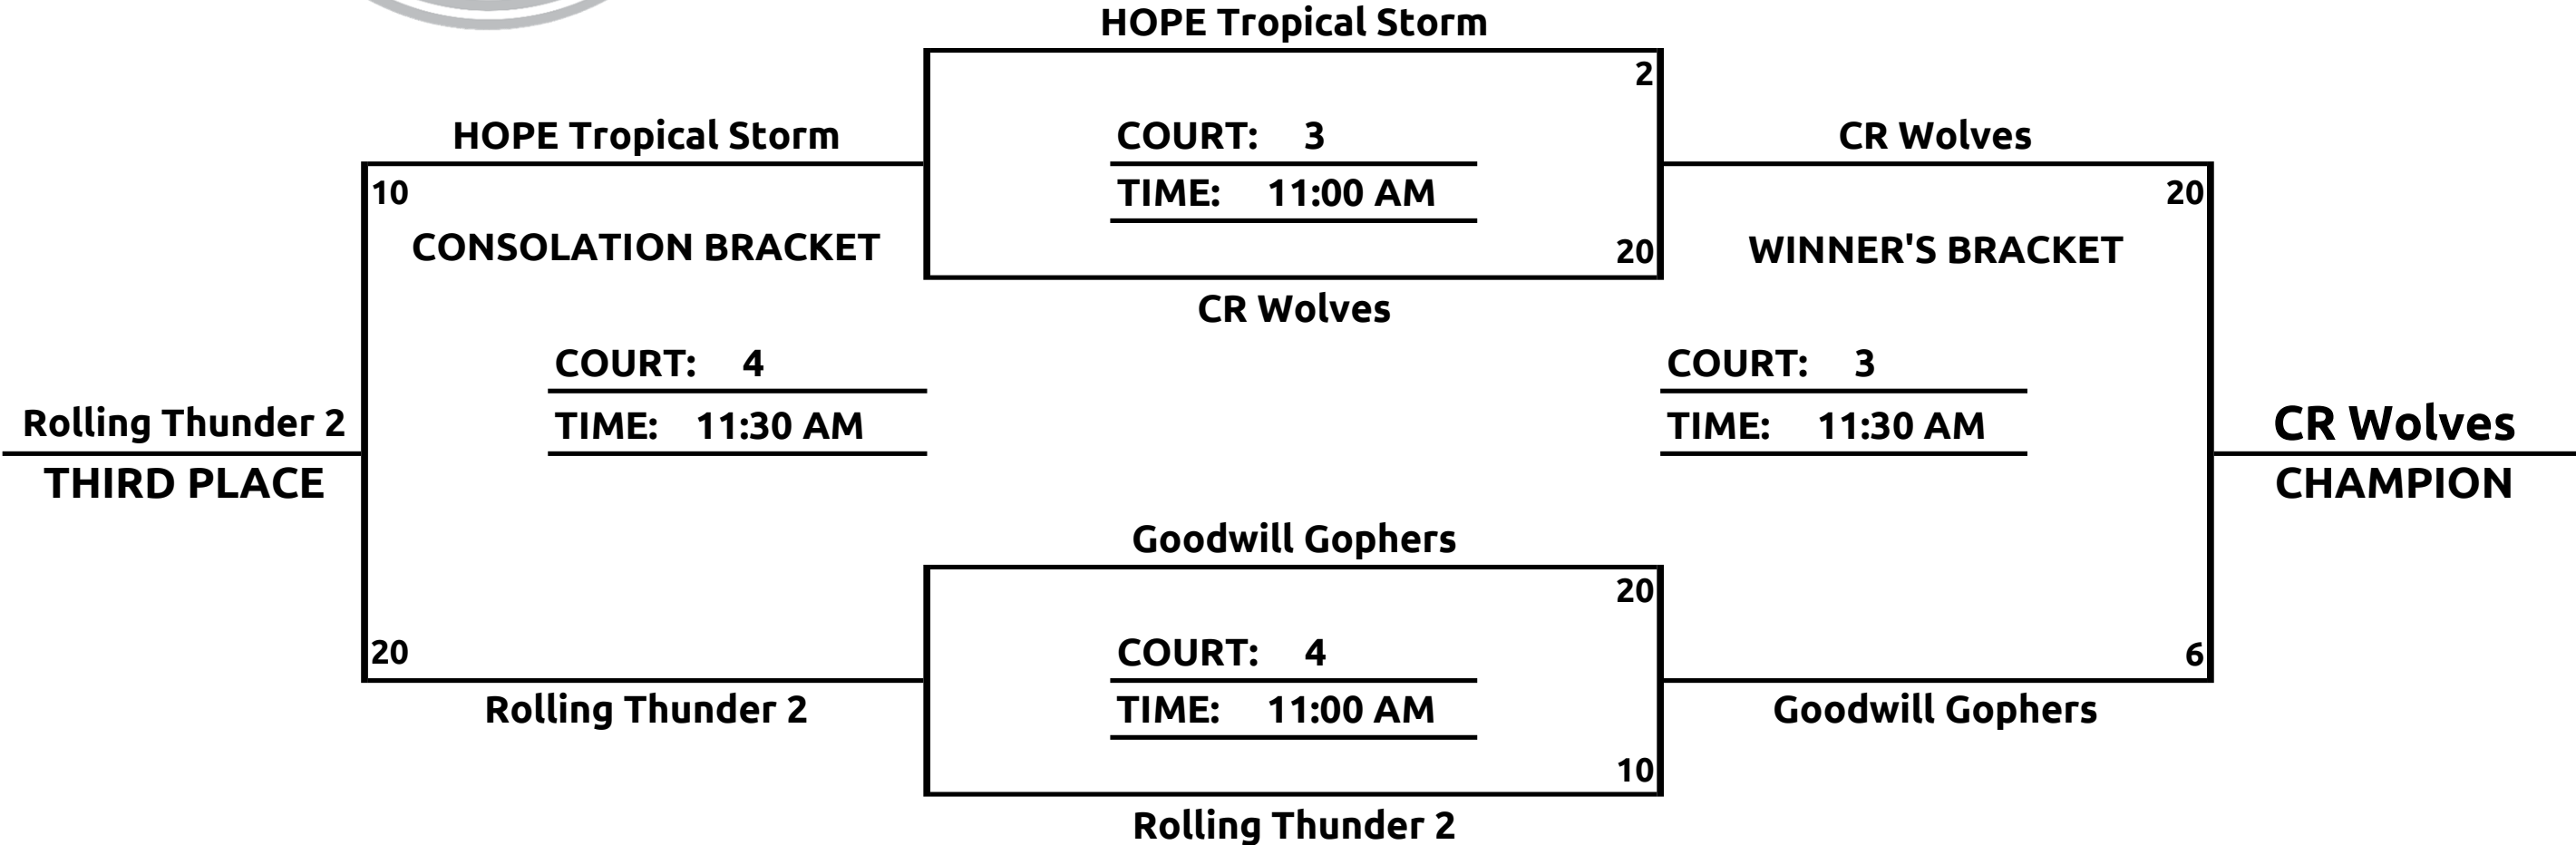 HOPE Tropical Storm
2
HOPE Tropical Storm
COURT: 3
CR Wolves
10
TIME: 11:00 AM
20
CONSOLATION BRACKET
20
WINNER'S BRACKET
CR Wolves
COURT: 4
COURT: 3
Rolling Thunder 2
TIME: 11:30 AM
TIME: 11:30 AM
CR Wolves
THIRD PLACE
CHAMPION
Goodwill Gophers
20
20
COURT: 4
6
Rolling Thunder 2
TIME: 11:00 AM
Goodwill Gophers
10
Rolling Thunder 2